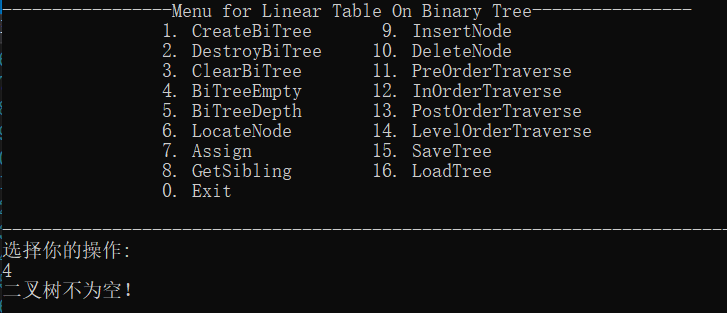 -----------------Menu for Linear Table On Binary Tree----------------
1. CreateBiTree 9. InsertNode
2. DestroyBiTree 10. DeleteNode
3. ClearBiTree 11. PreOrderTraverse
4. BiTreeEmpty 12. InOrderTraverse
5. BiTreeDepth 13. PostOrderTraverse
6. LocateNode 14. LevelOrderTraverse
7. Assign 15. SaveTree
8. GetSibling 16. LoadTree
0. Exit
-------------------------------------------------------------------------
选择你的操作:
4
二叉树不为空!